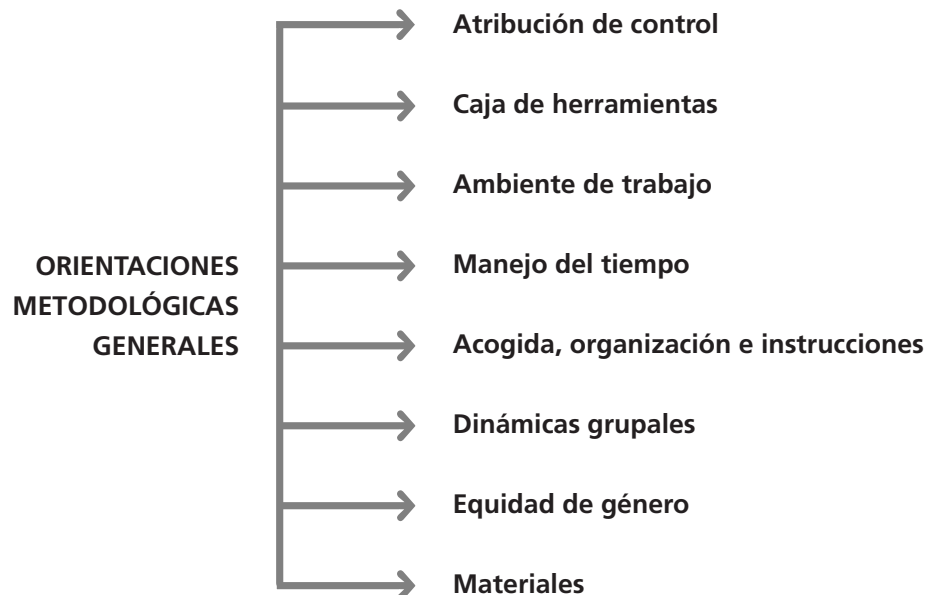 Atribución de control
Caja de herramientas
Ambiente de trabajo
ORIENTACIONES
METODOLÓGICAS
GENERALES
Manejo del tiempo
Acogida, organización e instrucciones
Dinámicas grupales
Equidad de género
Materiales